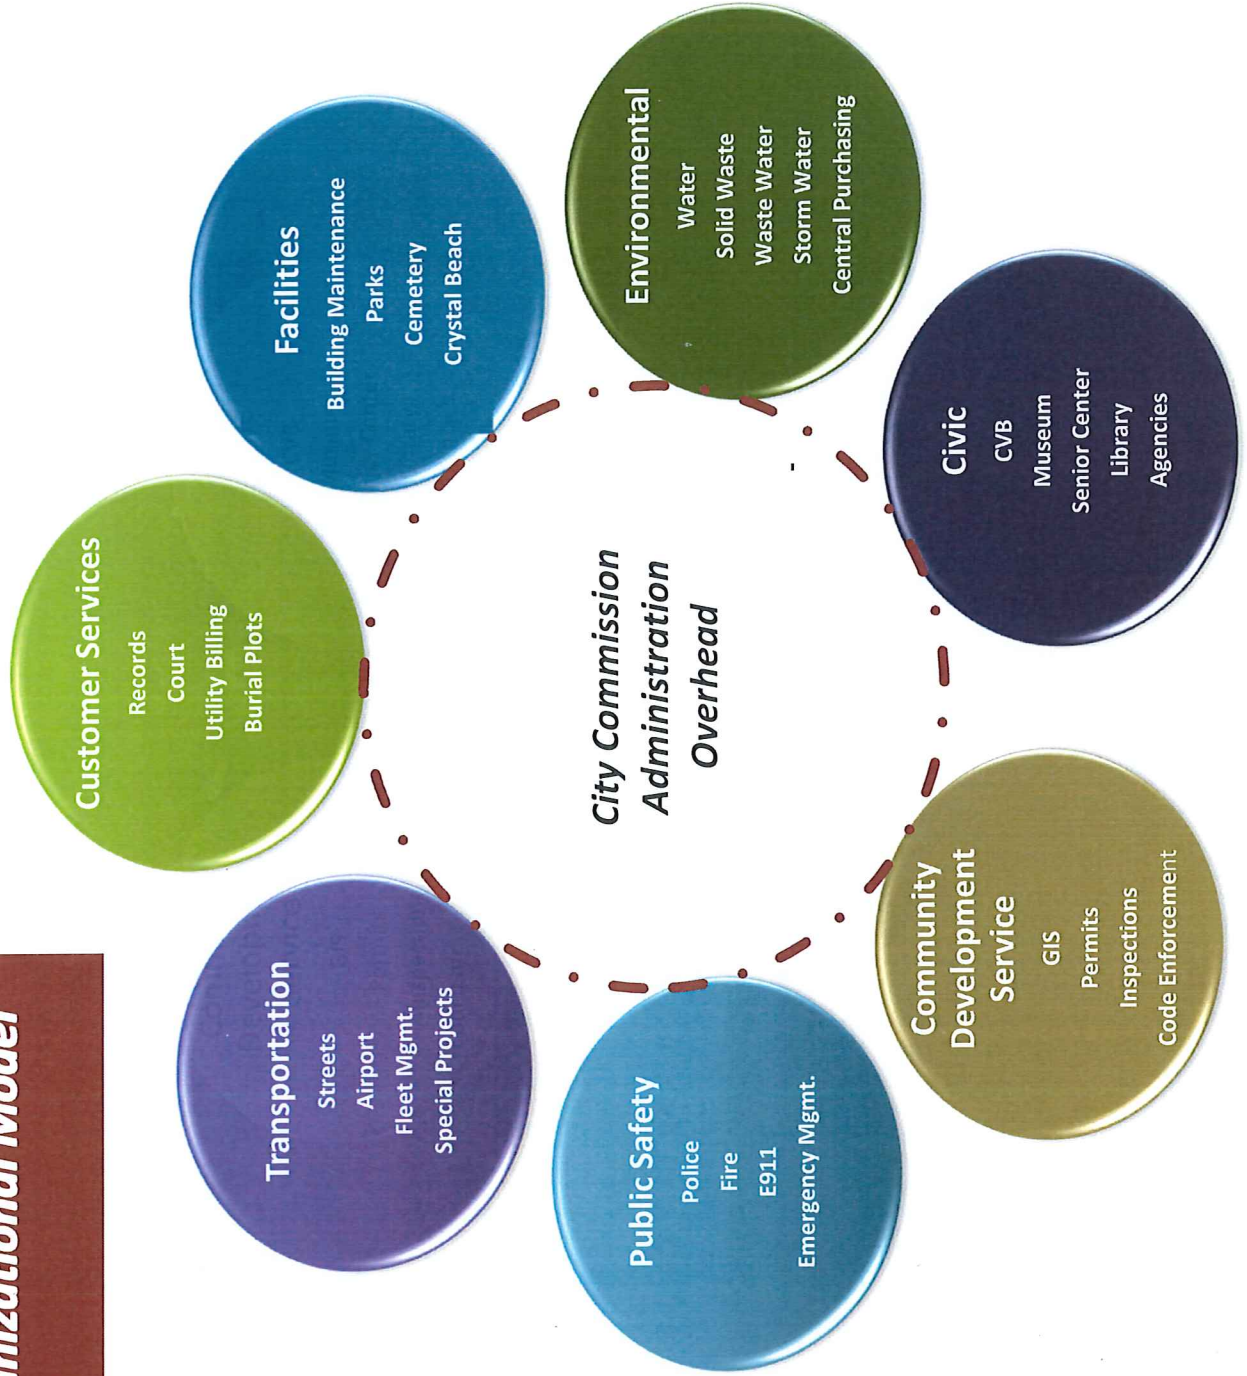 nizational Model
Customer Services
Records
Court
Utility Billing
Burial Plots
Facilities
Building Maintenance
Parks
Cemetery
Crystal Beach
Environmental
Water
Solid Waste
Waste Water
Storm Water
Central Purchasing
Civic
CVB
Museum
Senior Center
Library
Agencies
Community
Development
Service
GIS
Permits
Inspections
Code Enforcement
Public Safety
Police
Fire
E911
Emergency Mgmt.
Transportation
Streets
Airport
Fleet Mgmt.
Special Projects
City Commission
Administration
Overhead